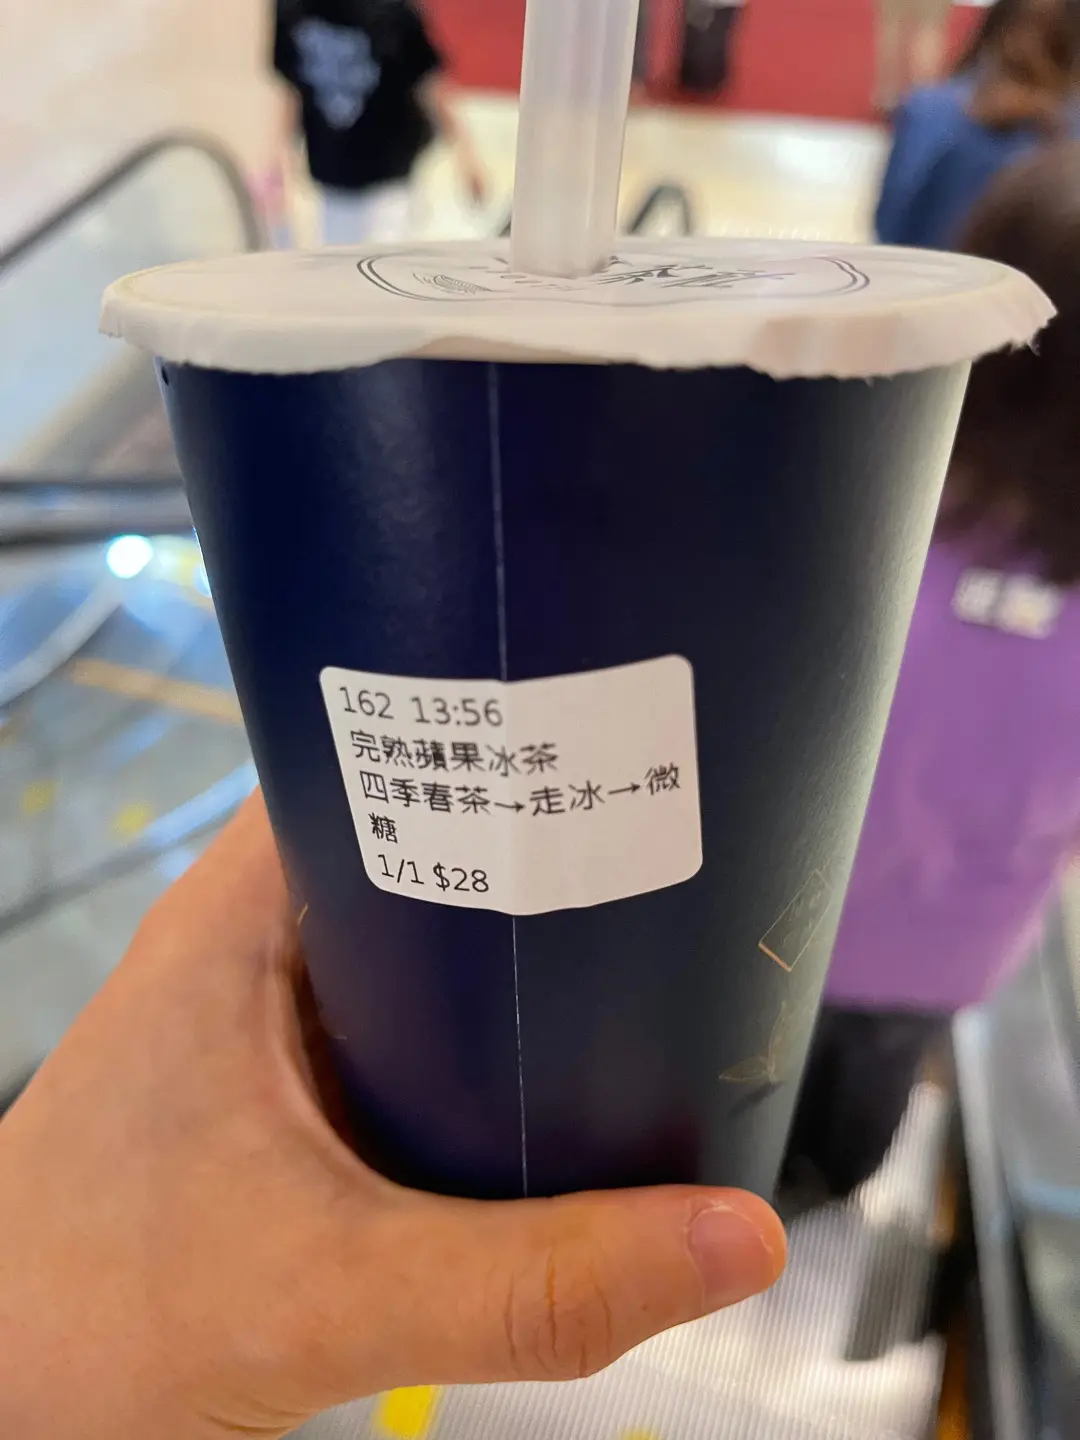 162 13:56
完熟蘋果冰茶
四季春茶→走冰→微
糖
1/1 $28